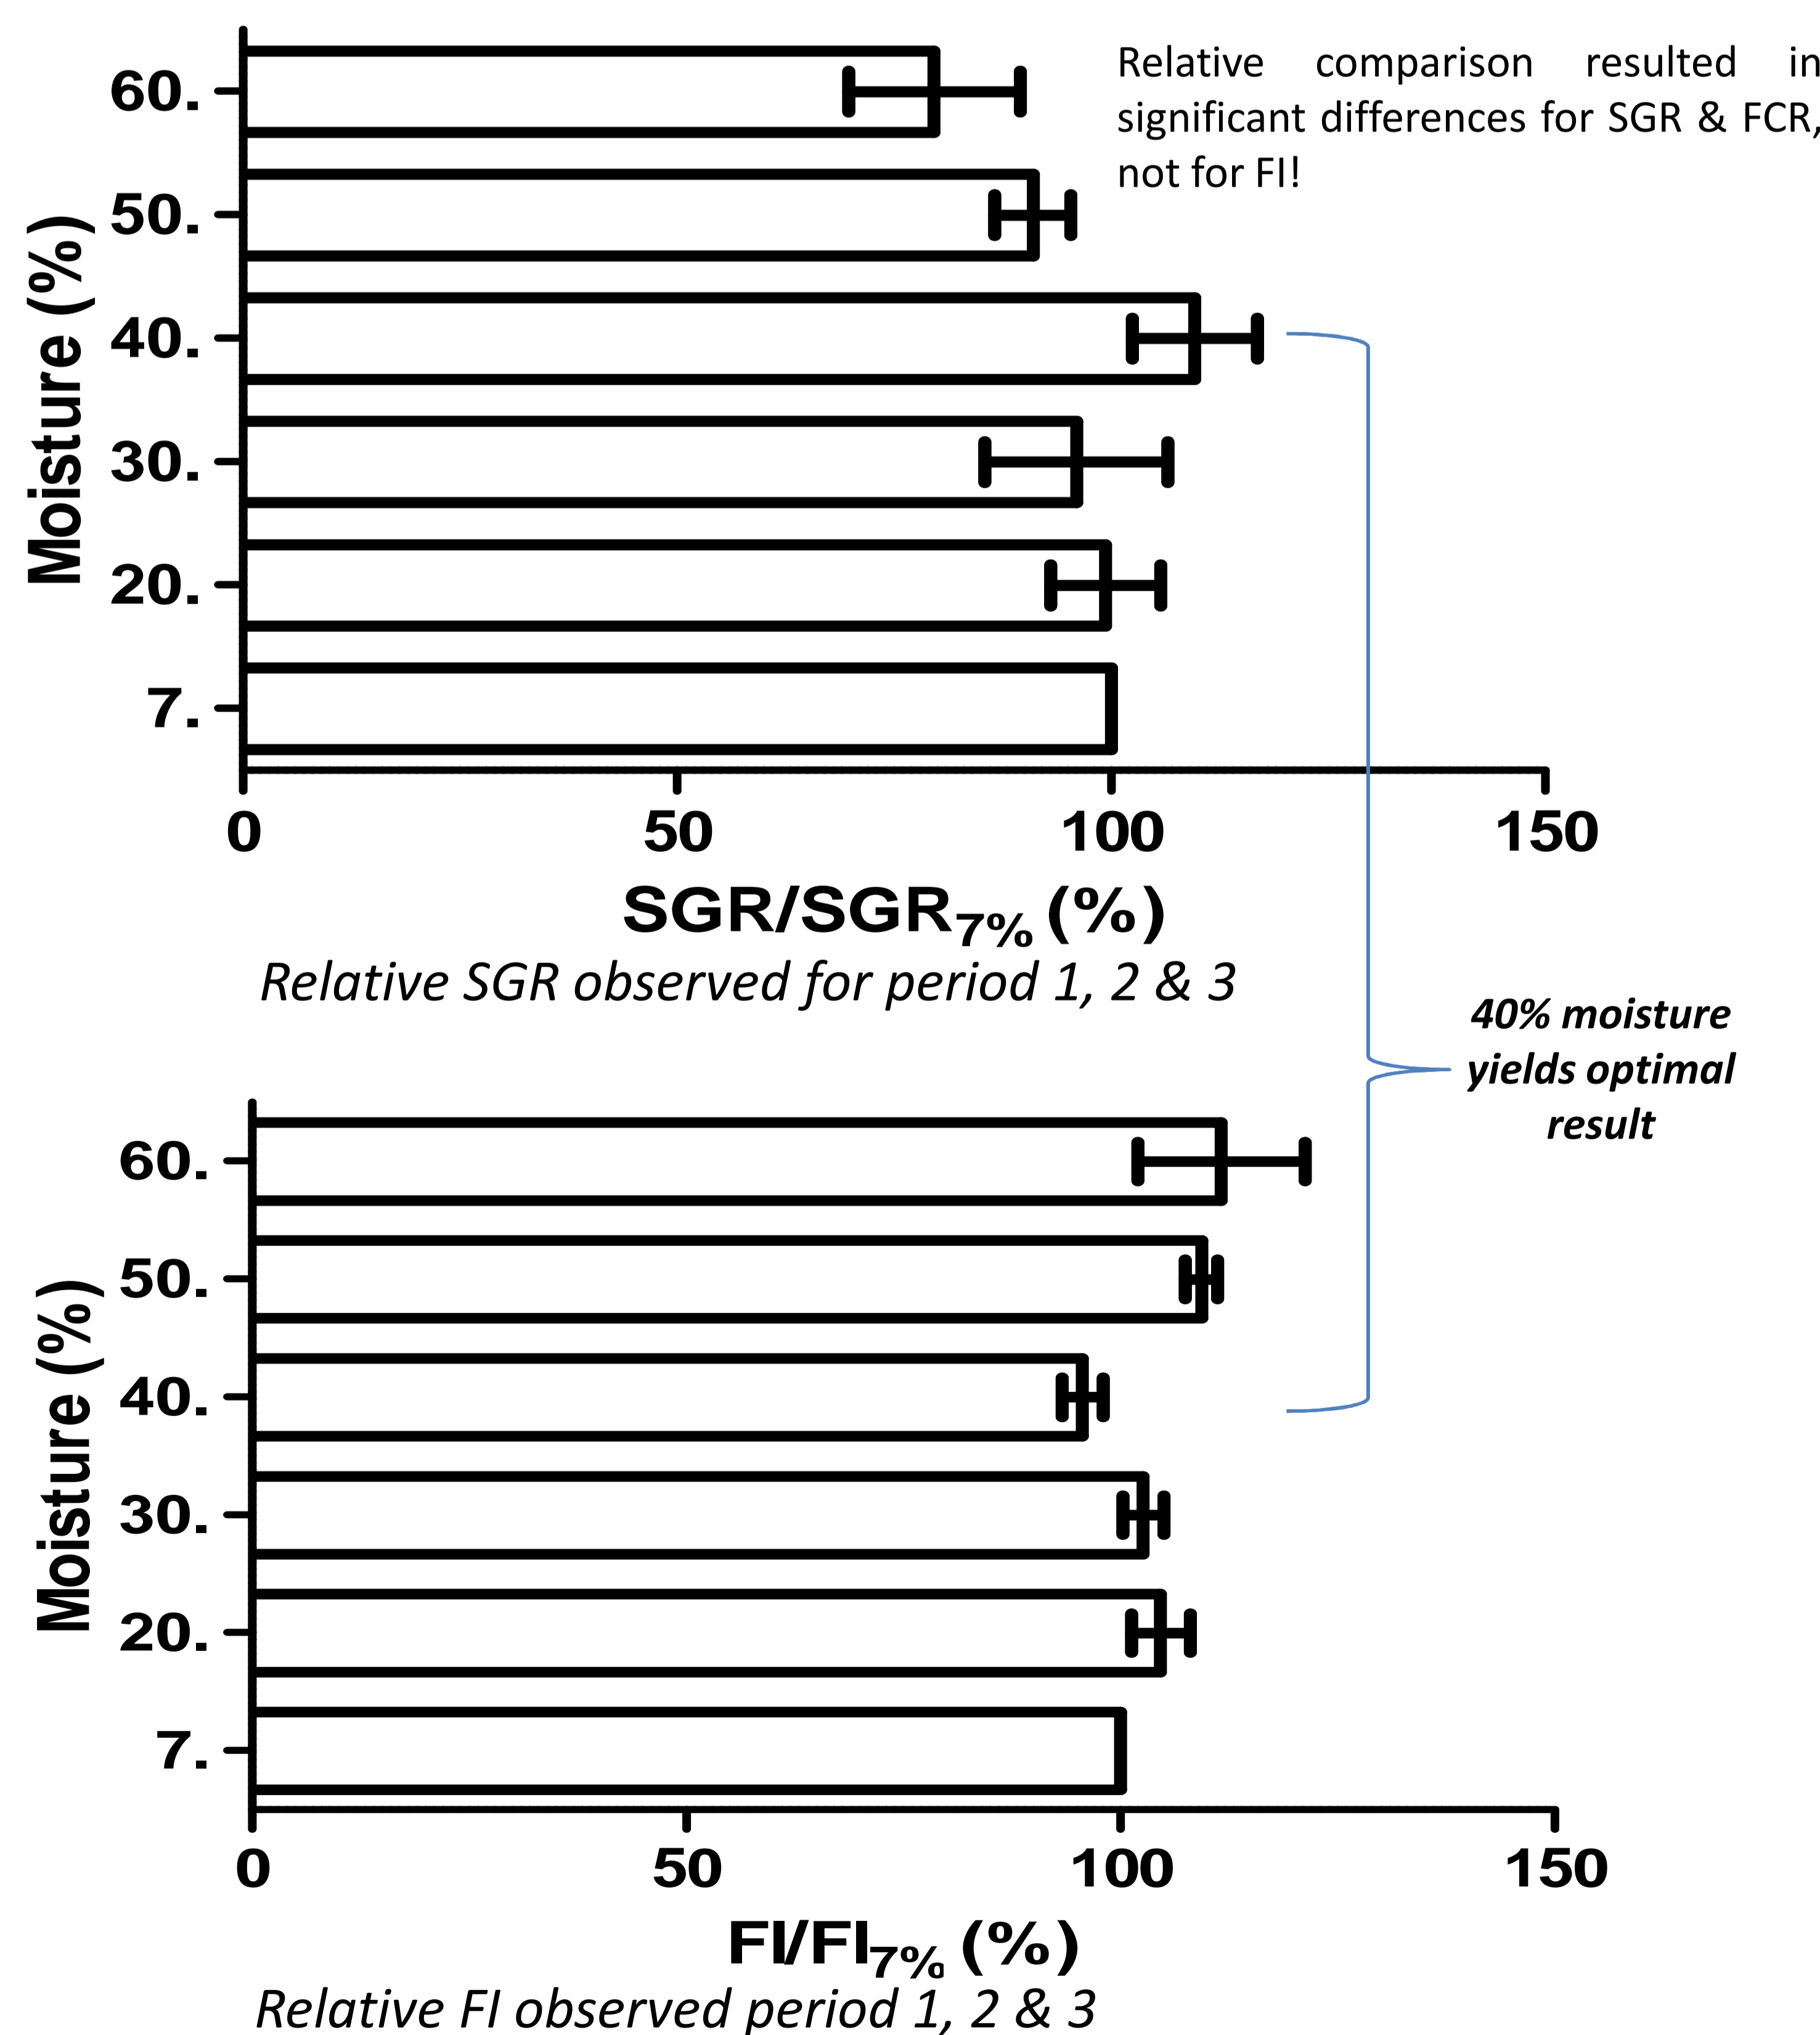 Relative comparison resulted in
significant differences for SGR & FCR,
not for FI!
Moisture (%)
60.
50.
40.
30.
20.
7.
0 50 100 150
SGR/SGR7% (%)
Relative SGR observed for period 1, 2 & 3
40% moisture
yields optimal
result
Moisture (%)
60.
50.
40.
30.
20.
7.
0 50 100 150
FI/FI7% (%)
Relative FI observed period 1, 2 & 3